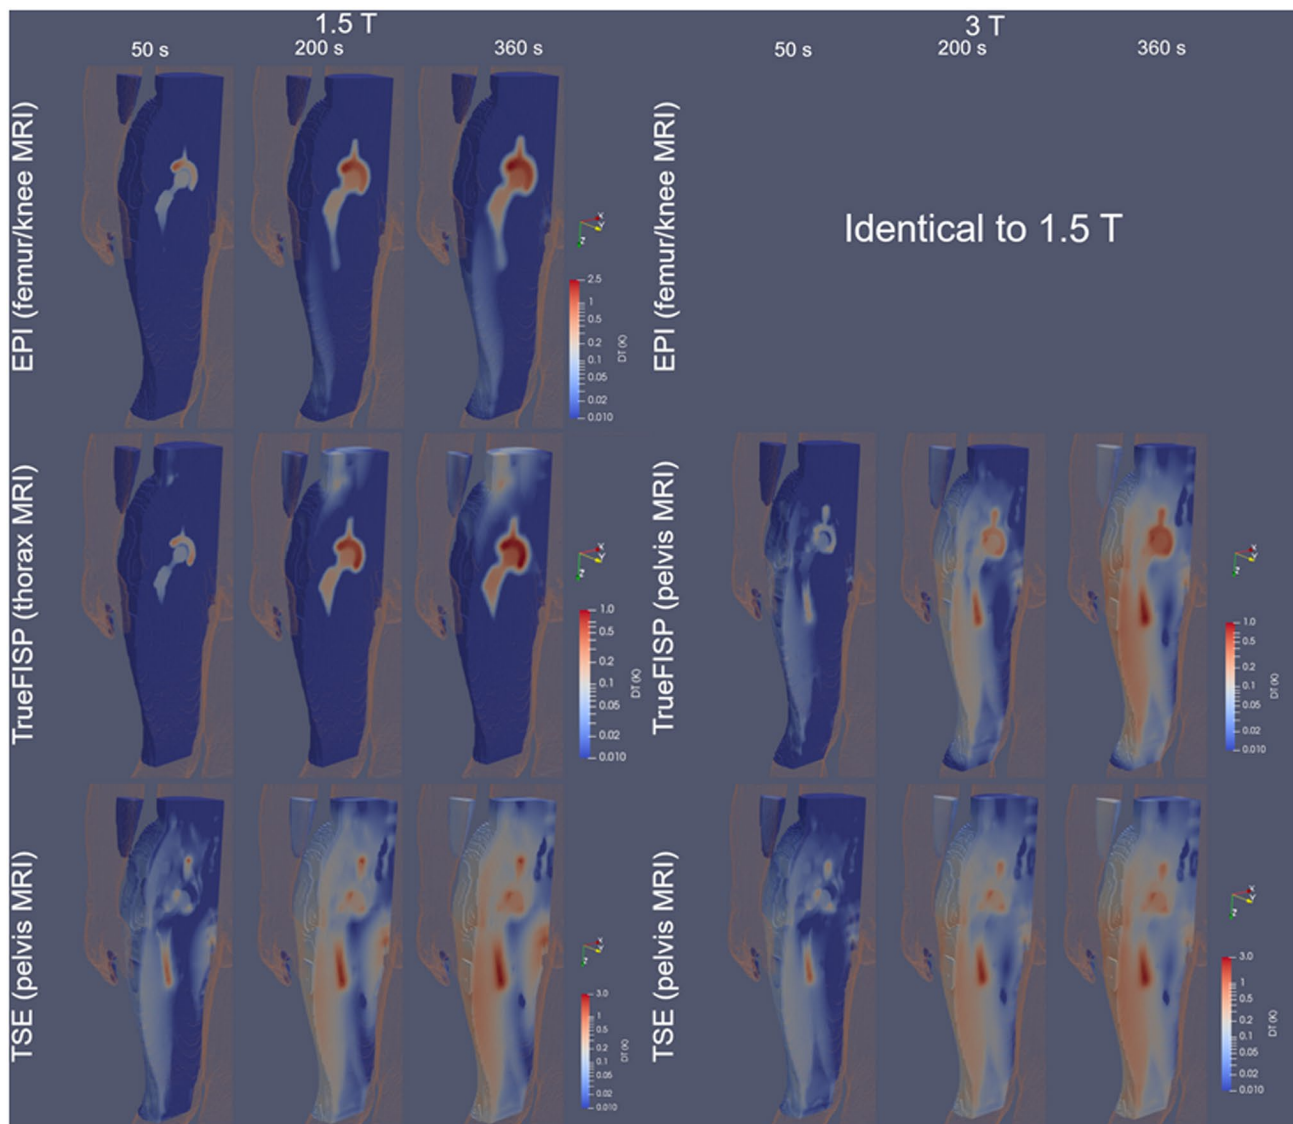 1.5 T
3 T
50 s
200 s
360 s
50 s
200 s
360 s
EPI (femur/knee MRI)
2.5
1
0.5
0.2
0.1
0.05
0.02
0.010
DT (K)
EPI (femur/knee MRI)
Identical to 1.5 T
TrueFISP (thorax MRI)
1.0
0.5
0.2
0.1
0.05
0.02
0.010
DT (K)
TrueFISP (pelvis MRI)
1.0
0.5
0.2
0.1
0.05
0.02
0.010
DT (K)
TSE (pelvis MRI)
3.0
1
0.5
0.2
0.1
0.05
0.02
0.010
DT (K)
TSE (pelvis MRI)
3.0
1
0.5
0.2
0.1
0.05
0.02
0.010
DT (K)